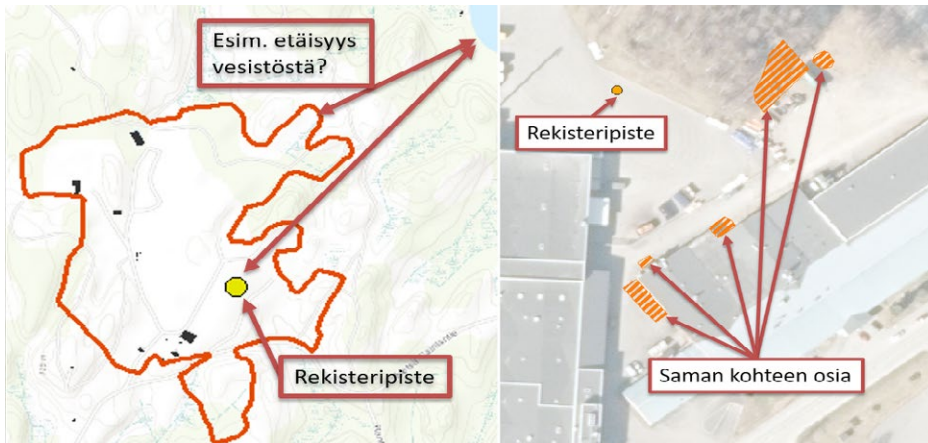 Esim. etäisyys
vesistöstä?
Rekisteripiste
Rekisteripiste
Saman kohteen osia